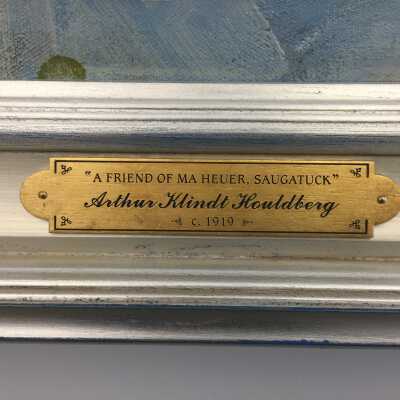 "A FRIEND OF MA HEUER, SAUGATUCK"
Arthur Klindt Houldberg
c. 1919